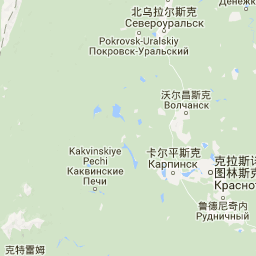 Денежки
北乌拉尔斯克
Североуральск
Pokrovsk-Uralskiy
Покровск-Уральский
沃尔昌斯克
Волчанск
Kakvinskiye
Pechi
Каквинские
Печи
卡尔平斯克
Карпинск
克拉斯诺
图林斯克
Краснот
鲁德尼奇内
Рудничный
克特雷姆